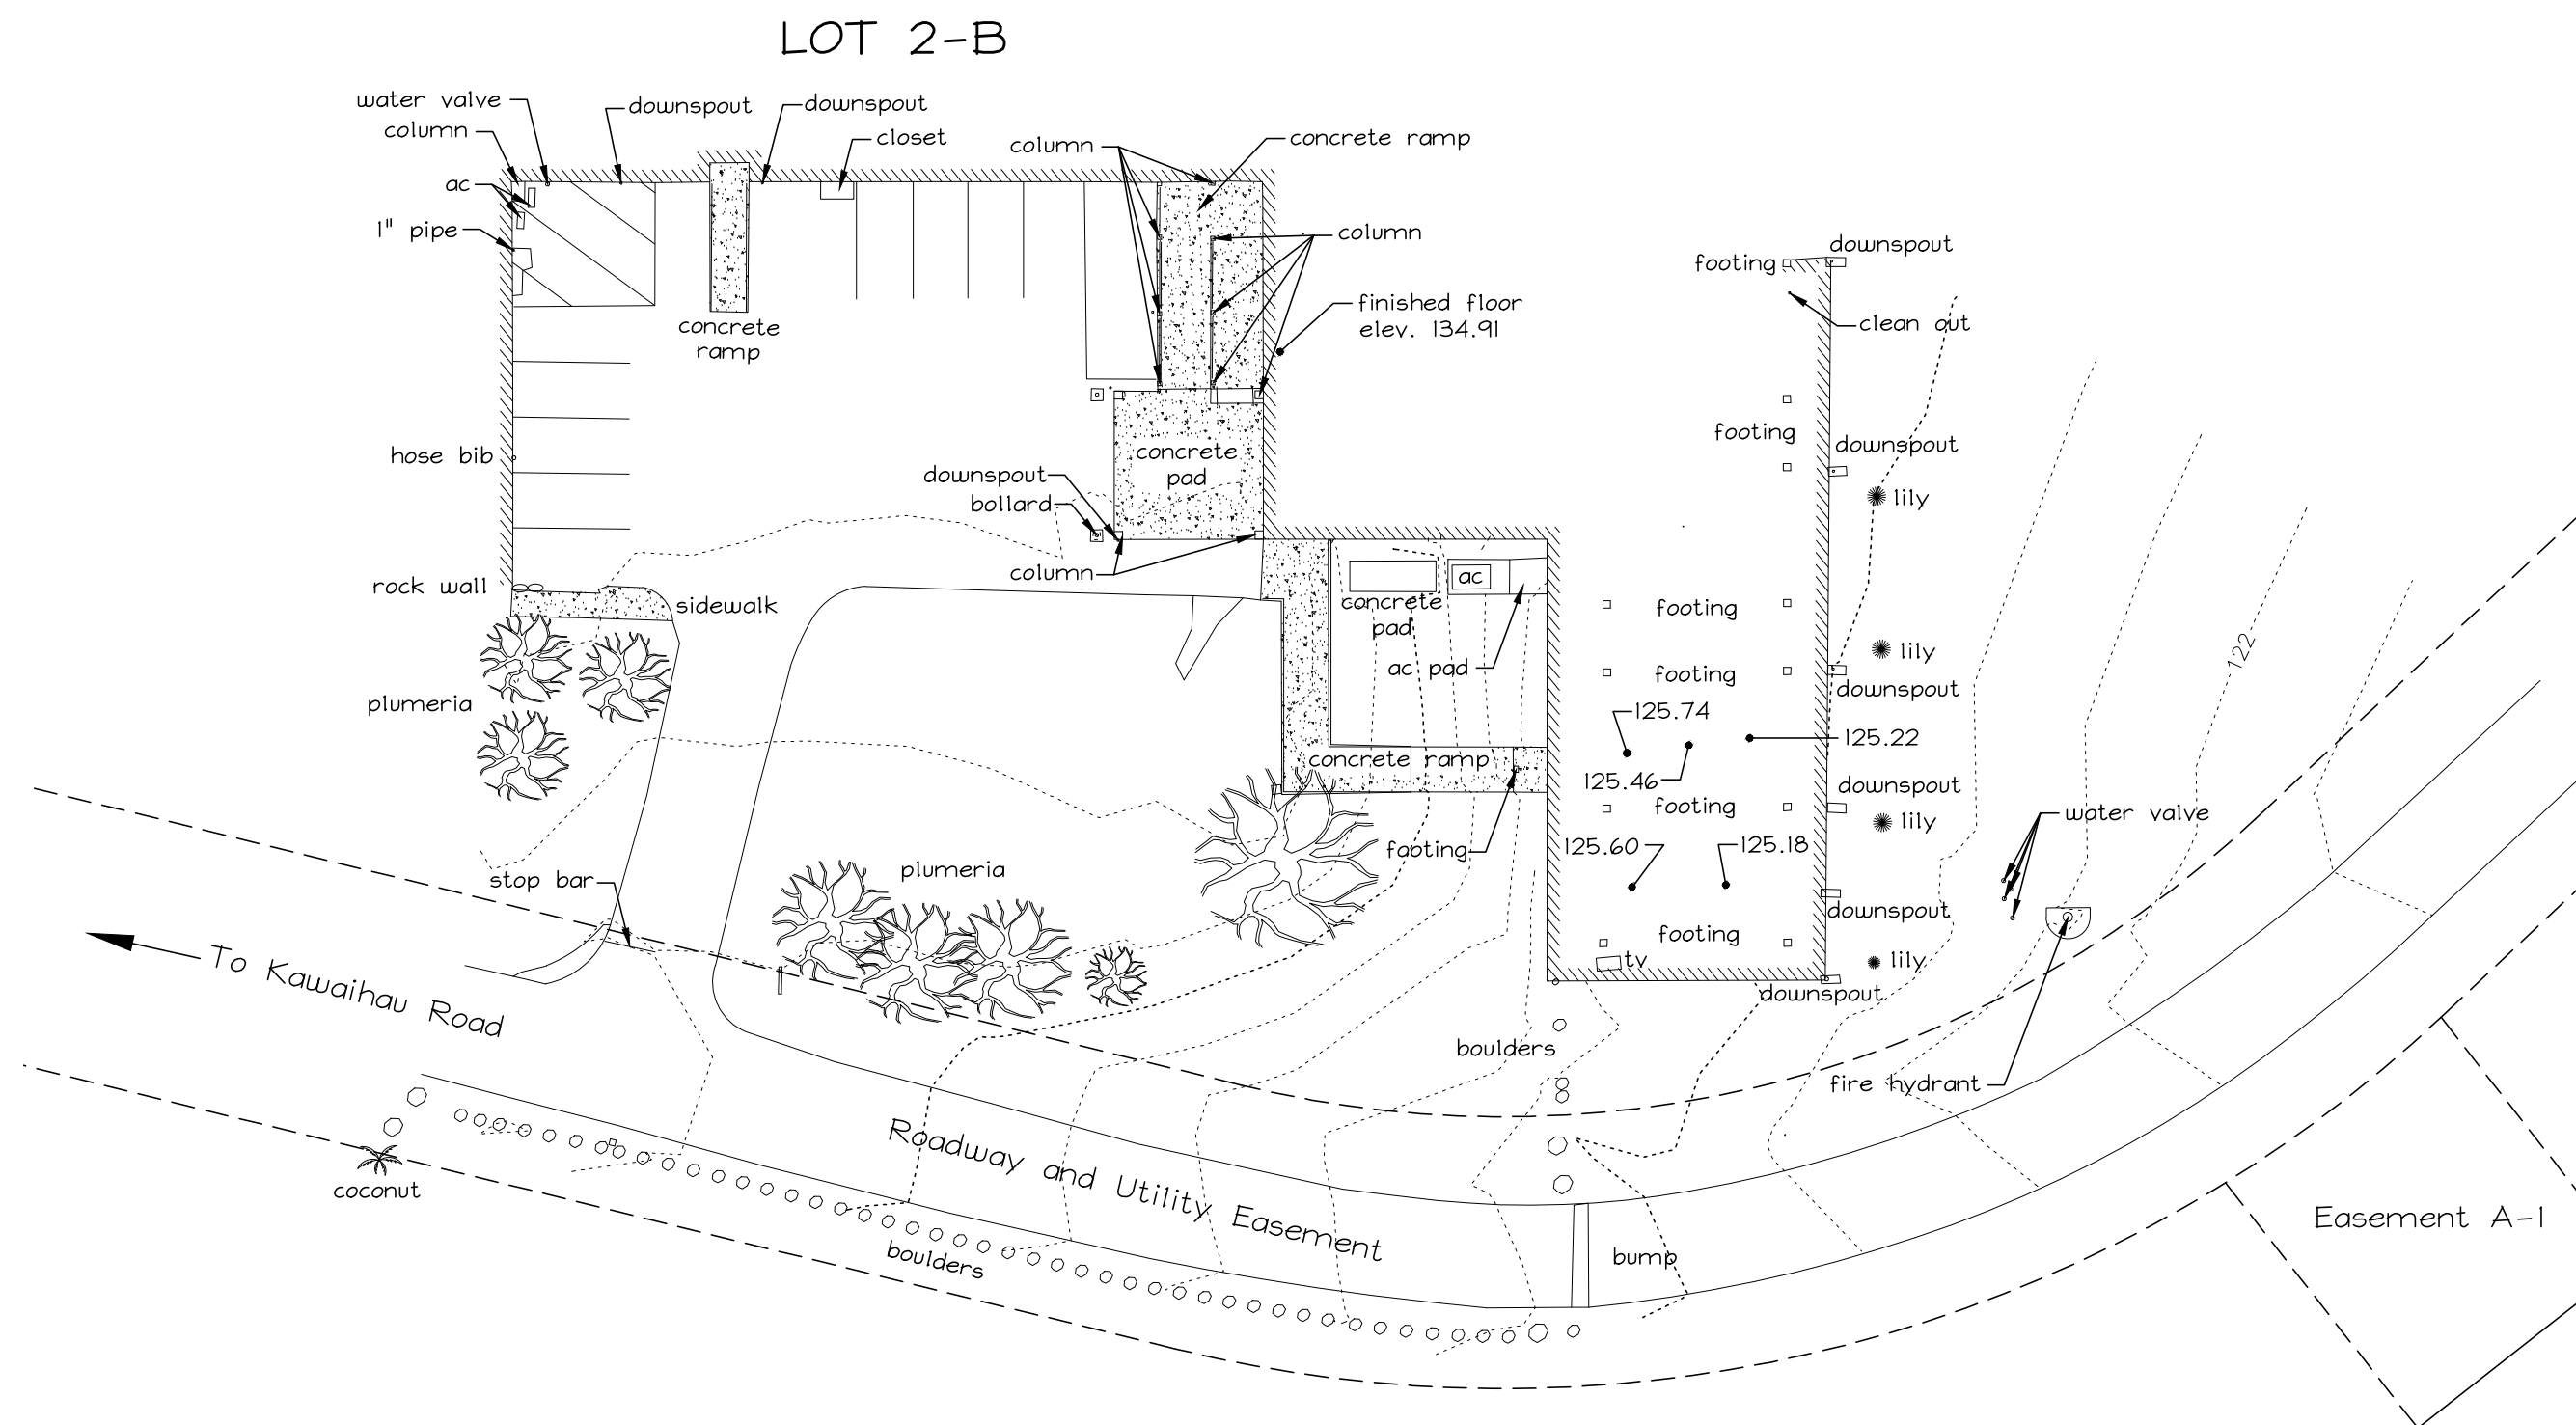 LOT 2-B
water valve
downspout
downspout
column
closet
column
concrete ramp
ac
1" pipe
column
downspout
footing
finished floor
elev. 134.91
clean out
concrete
ramp
footing
downspout
hose bib
concrete
pad
downspout
bollard
lily
column
rock wall
sidewalk
ac
concrete
pad
footing
lily
ac pad
footing
downspout
plumeria
122
125.74
125.22
concrete ramp
125.46
downspout
footing
lily
water valve
footing
125.60
125.18
plumeria
stop bar
downspout
footing
tv
lily
downspout
To Kawaihau Road
boulders
fire hydrant
Roadway and Utility Easement
coconut
boulders
bump
Easement A-1